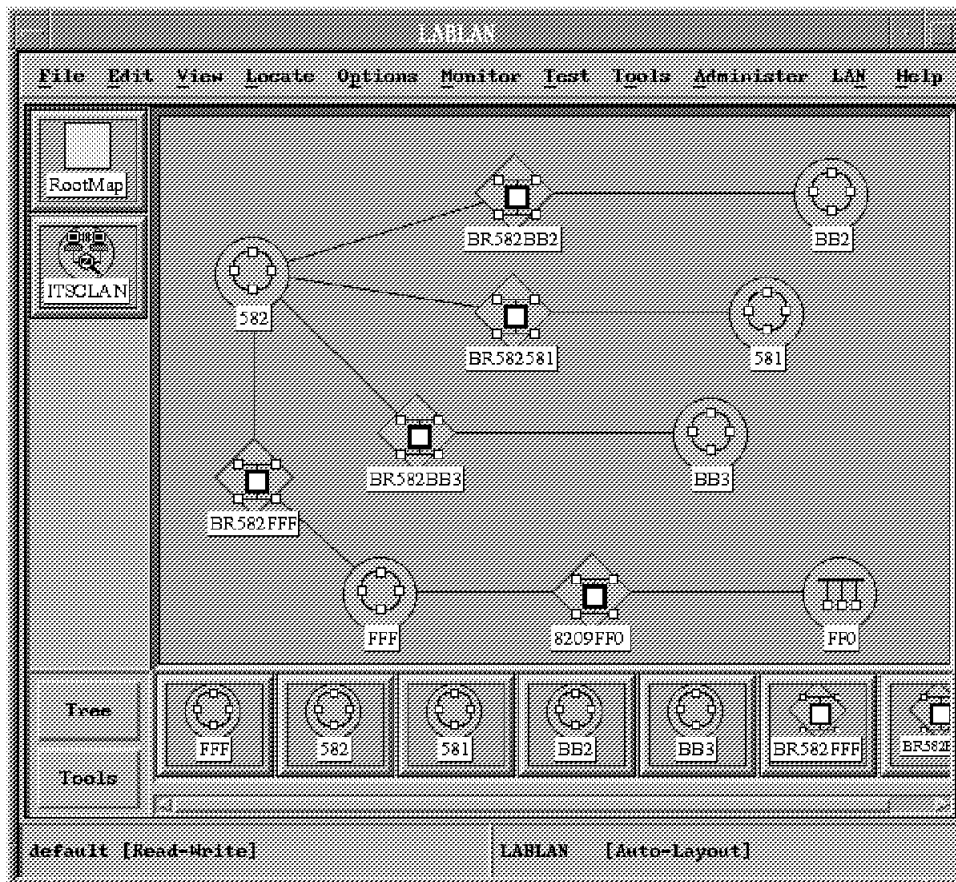 LABLAN
File Edit View Locate Options Monitor Test Tools Administer LAN Help
RootMap
BR582BB2
BB2
ITSCLAN
582
BR582581
581
BR582BB3
BB3
BR582FFF
FFF
8209FF0
FF0
Tree
FFF
582
581
BB2
BB3
BR582FFF
Tools
default [Read-Write]
LABLAN [Auto-Layout]